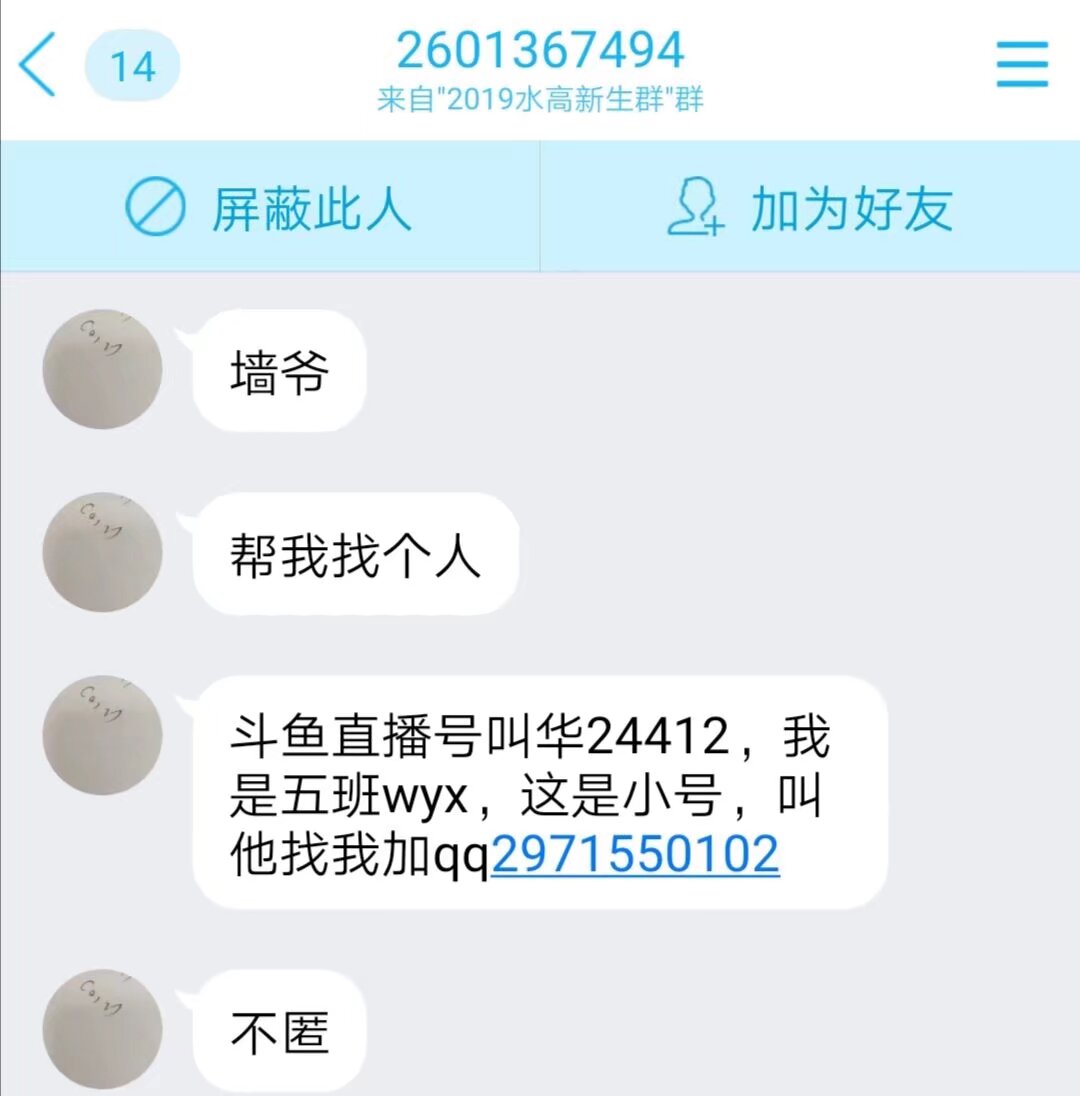 14
2601367494
来自"2019水高新生群"群
屏蔽此人
加为好友
墙爷
帮我找个人
斗鱼直播号叫华24412，我
是五班wyx，这是小号，叫
他找我加qq2971550102
不匿